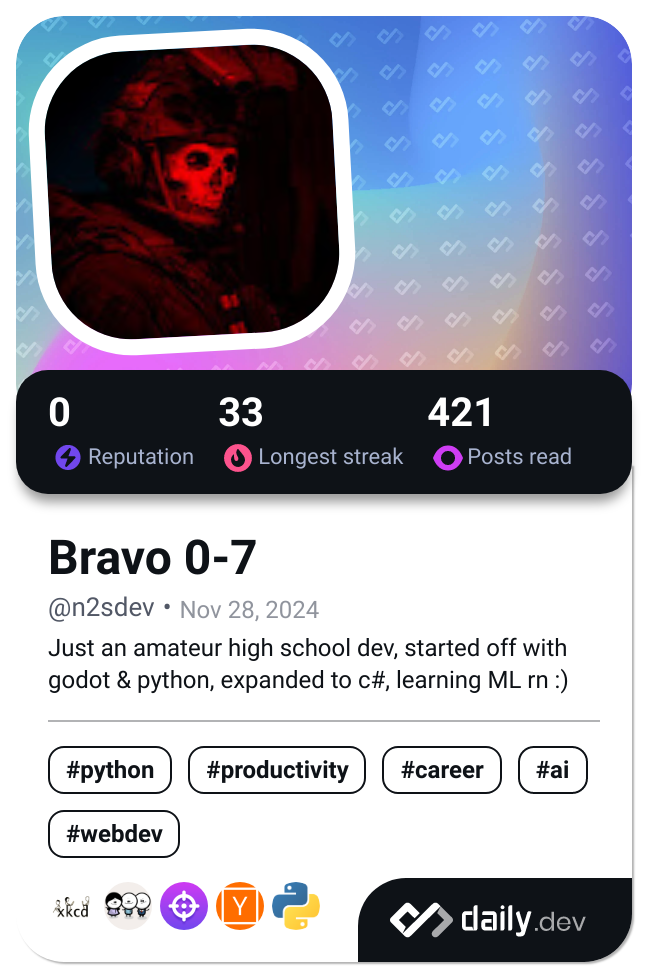 0 33 421
Reputation Longest streak Posts read
Bravo 0-7
@n2sdev • Nov 28, 2024
Just an amateur high school dev, started off with
godot & python, expanded to c#, learning ML rn :)
#python #productivity #career #ai
#webdev
xkcd Y daily.dev